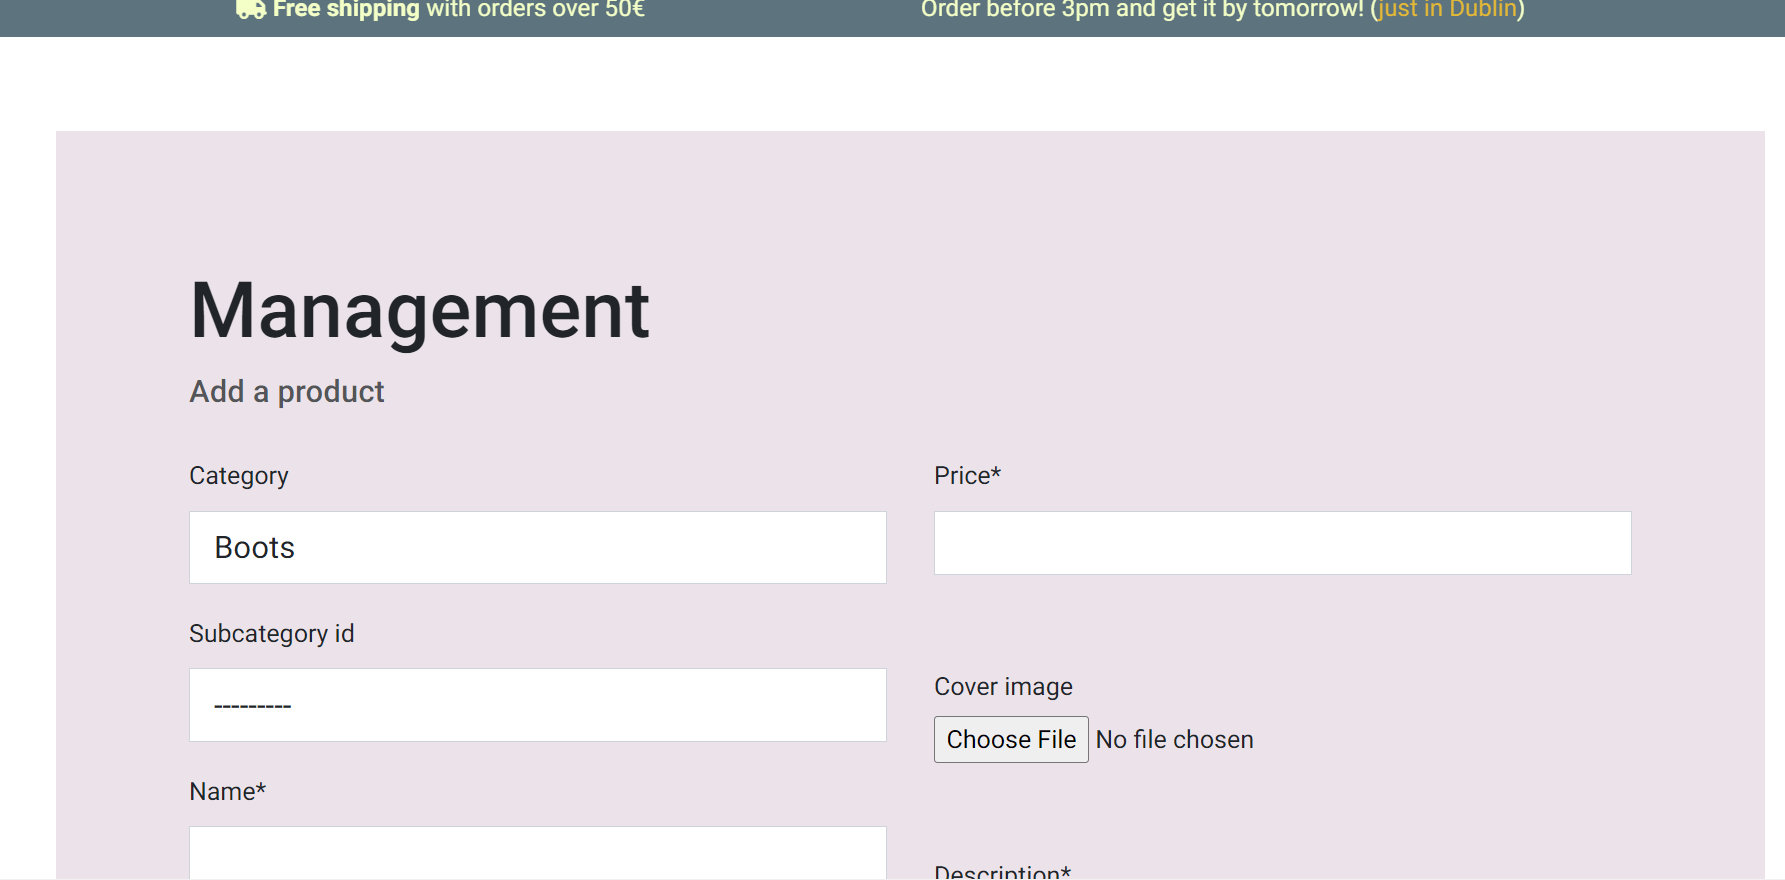 Free shipping with orders over 50€
Order before 3pm and get it by tomorrow! (just in Dublin)
Management
Add a product
Category
Boots
Subcategory id
---------
Name*
Price*
Cover image
Choose File No file chosen
Description*